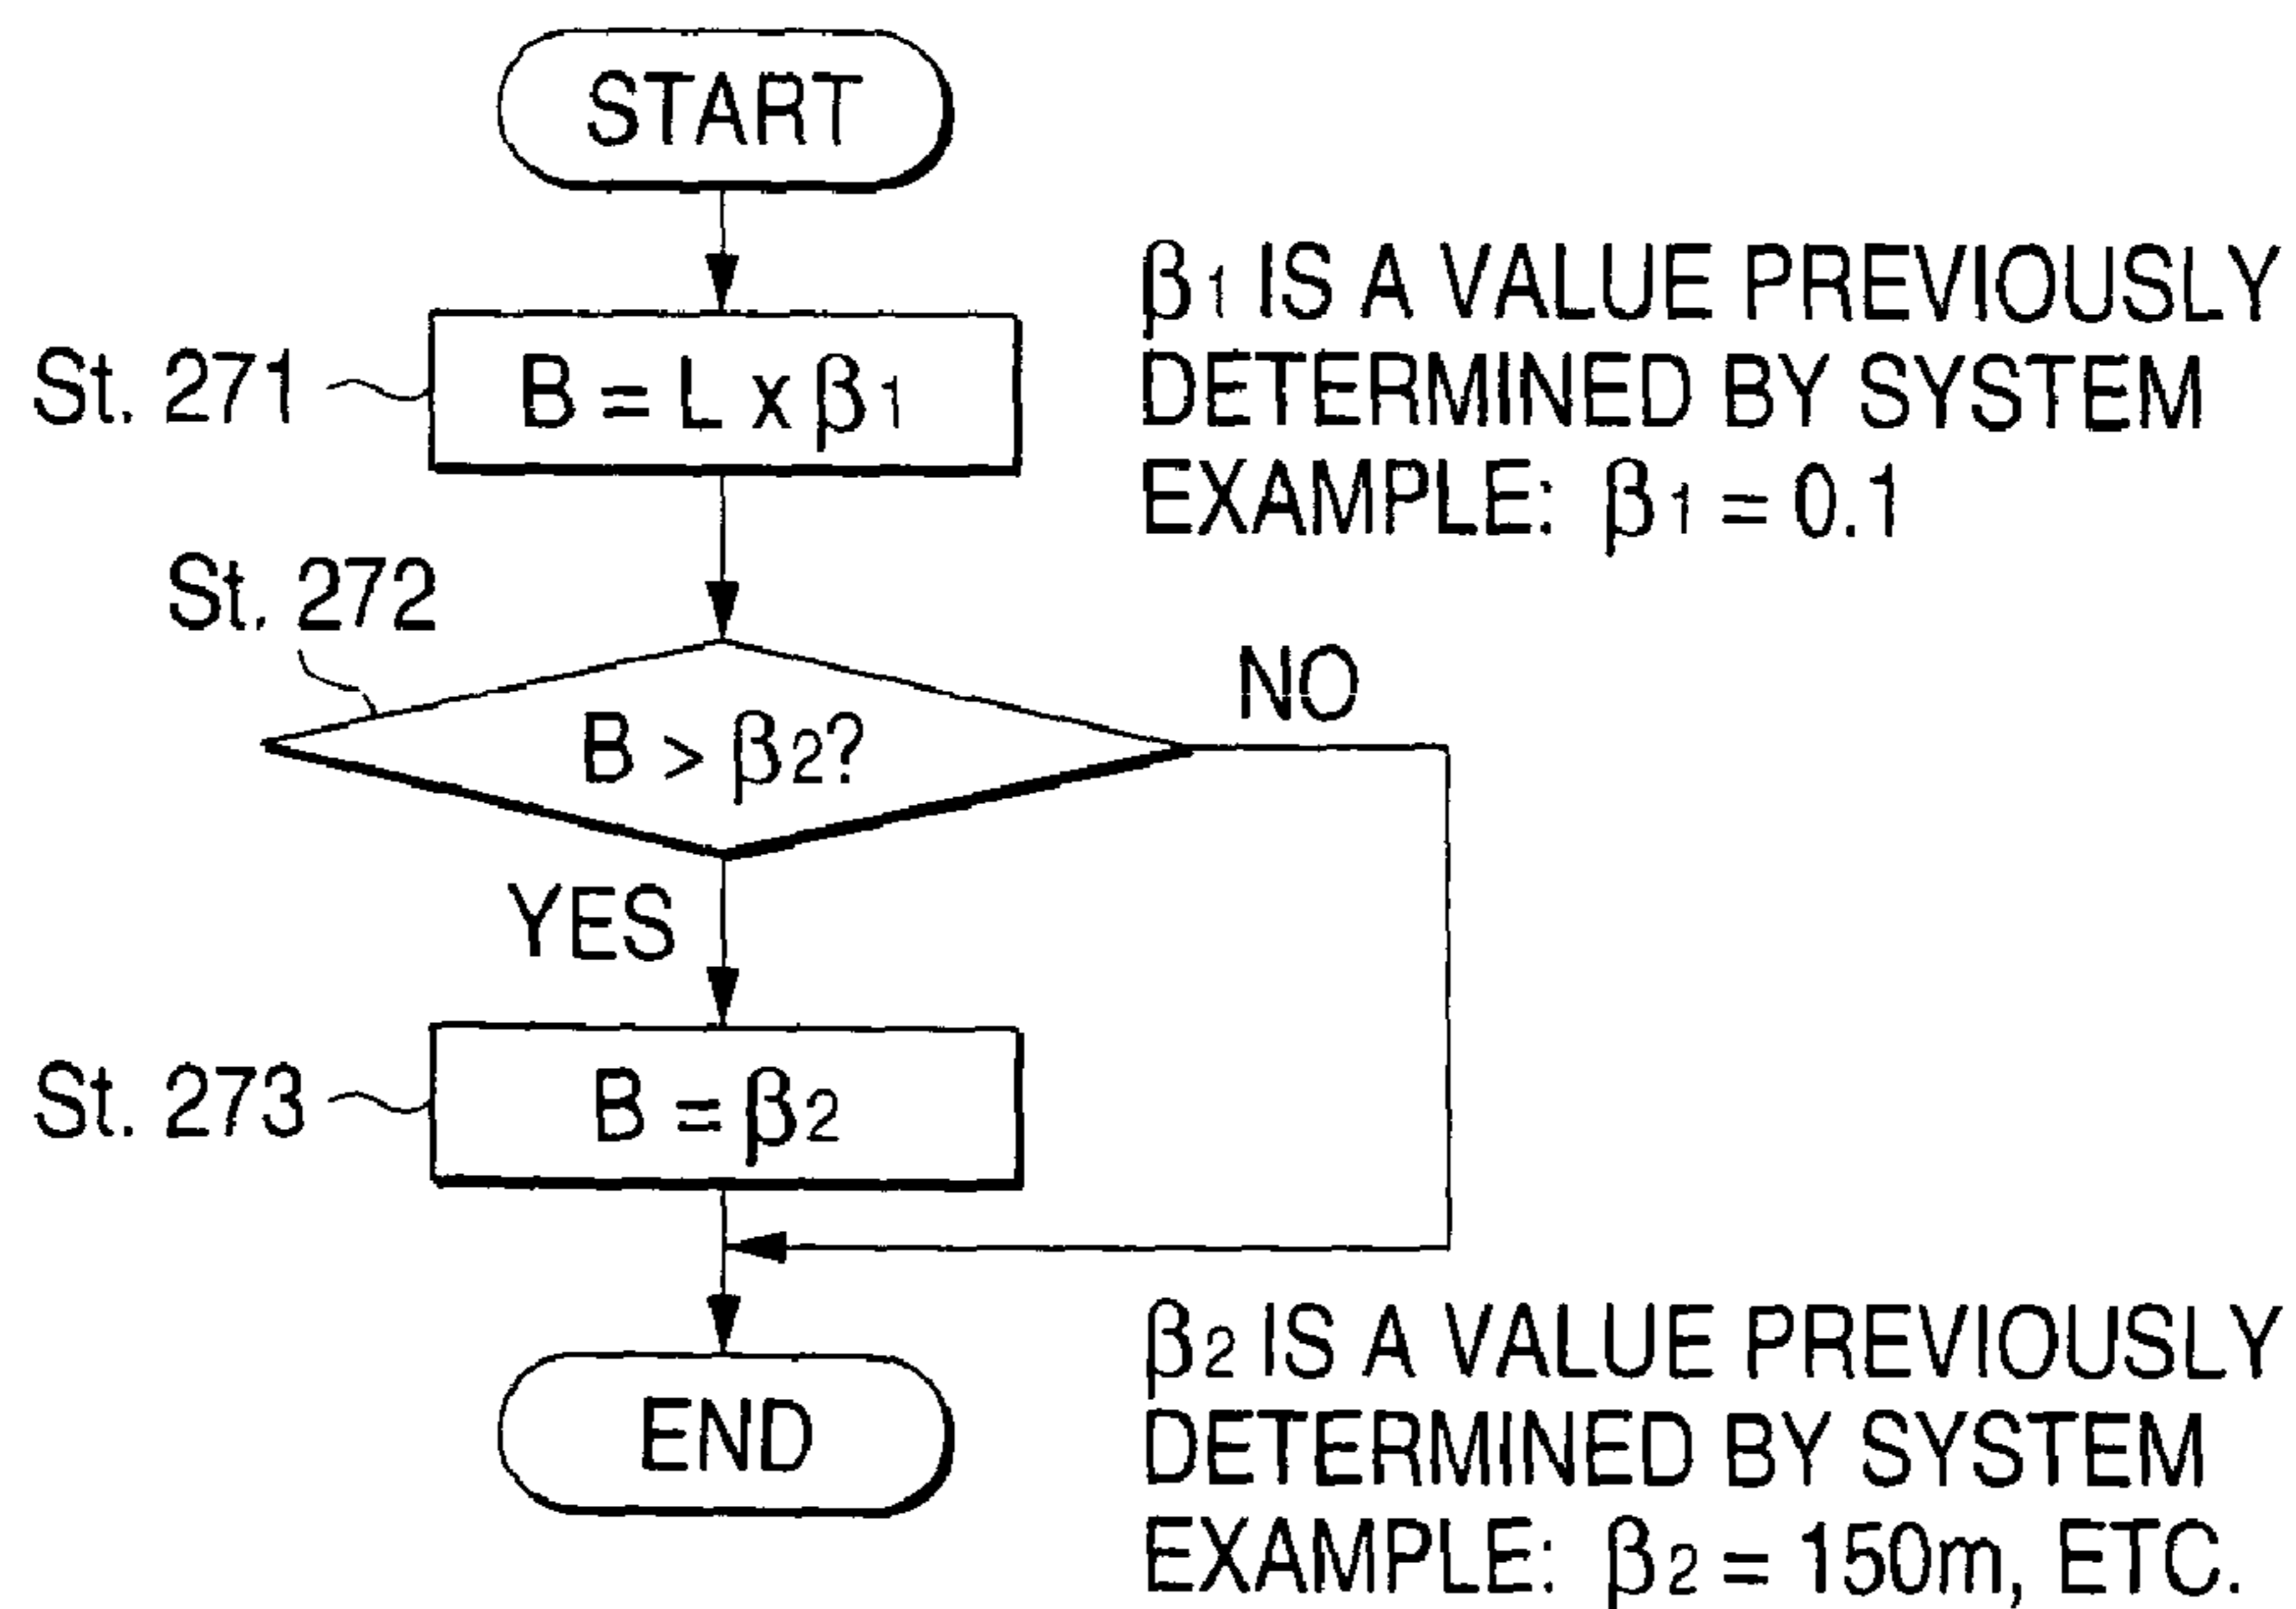 START
β1 IS A VALUE PREVIOUSLY
DETERMINED BY SYSTEM
EXAMPLE: β1 = 0.1
St. 271
B = L x β1
St. 272
B > β2?
NO
YES
St. 273
B = β2
END
β2 IS A VALUE PREVIOUSLY
DETERMINED BY SYSTEM
EXAMPLE: β2 = 150m, ETC.